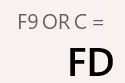 F9 OR C =
FD